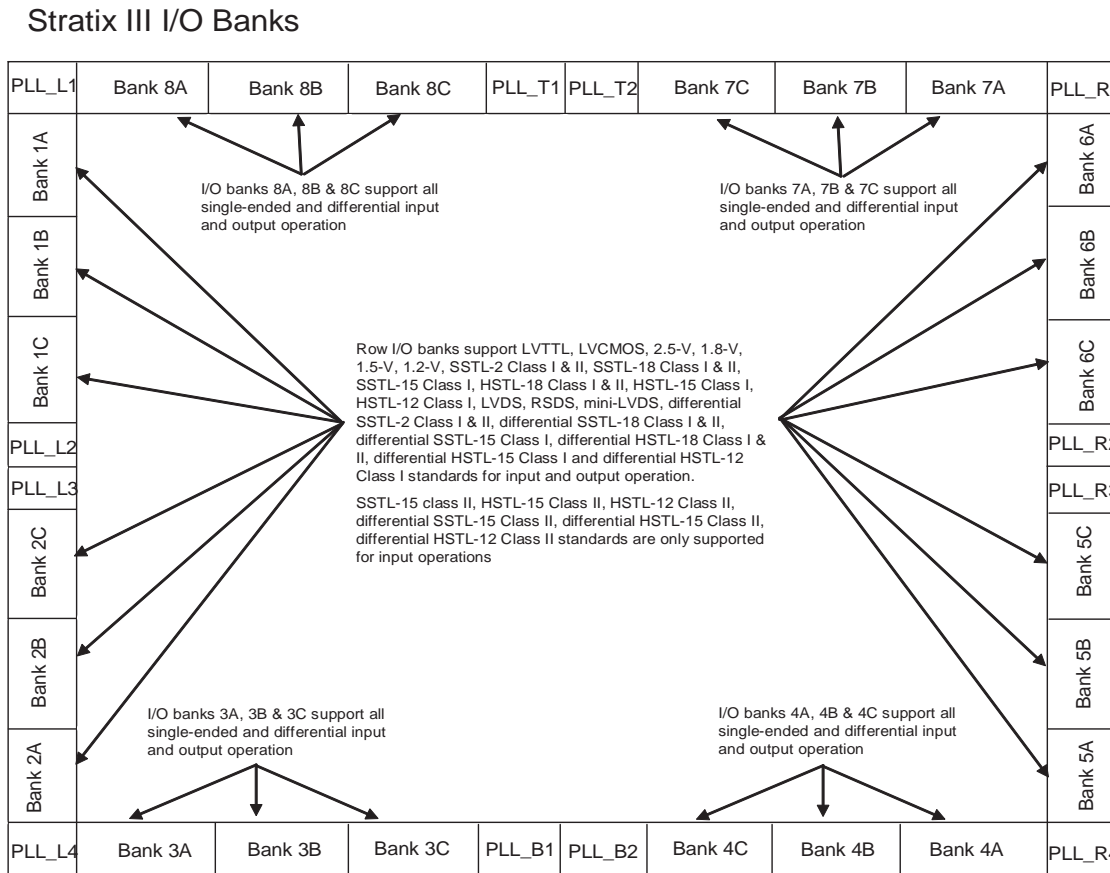 Stratix III I/O Banks
PLL_L1
Bank 8A
Bank 8B
Bank 8C
PLL_T1
PLL_T2
Bank 7C
Bank 7B
Bank 7A
PLL_R
Bank 1A
Bank 1B
Bank 1C
PLL_L2
PLL_L3
Bank 2C
Bank 2B
Bank 2A
I/O banks 8A, 8B & 8C support all
single-ended and differential input
and output operation
I/O banks 7A, 7B & 7C support all
single-ended and differential input
and output operation
Row I/O banks support LVTTL, LVCMOS, 2.5-V, 1.8-V,
1.5-V, 1.2-V, SSTL-2 Class I & II, SSTL-18 Class I & II,
SSTL-15 Class I, HSTL-18 Class I & II, HSTL-15 Class I,
HSTL-12 Class I, LVDS, RSDS, mini-LVDS, differential
SSTL-2 Class I & II, differential SSTL-18 Class I & II,
differential SSTL-15 Class I, differential HSTL-18 Class I &
II, differential HSTL-15 Class I and differential HSTL-12
Class I standards for input and output operation.
SSTL-15 class II, HSTL-15 Class II, HSTL-12 Class II,
differential SSTL-15 Class II, differential HSTL-15 Class II,
differential HSTL-12 Class II standards are only supported
for input operations
I/O banks 3A, 3B & 3C support all
single-ended and differential input
and output operation
I/O banks 4A, 4B & 4C support all
single-ended and differential input
and output operation
Bank 6A
Bank 6B
Bank 6C
PLL_R2
PLL_R3
Bank 5C
Bank 5B
Bank 5A
PLL_L4
Bank 3A
Bank 3B
Bank 3C
PLL_B1
PLL_B2
Bank 4C
Bank 4B
Bank 4A
PLL_R4